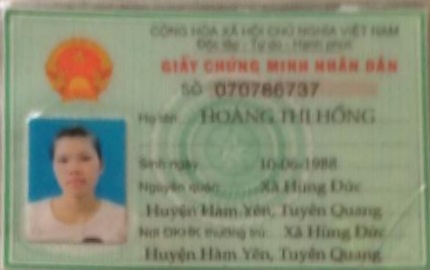 CỘNG HÒA XÃ HỘI CHỦ NGHĨA VIỆT NAM
Độc lập - Tự do - Hạnh phúc
GIẤY CHỨNG MINH NHÂN DÂN
SỐ 070786737
Họ tên HOÀNG THỊ HỒNG
Sinh ngày 10-06-1988
Nguyên quán Xã Hùng Đức
Huyện Hàm Yên, Tuyên Quang
Nơi ĐKHK thường trú Xã Hùng Đức
Huyện Hàm Yên, Tuyên Quang